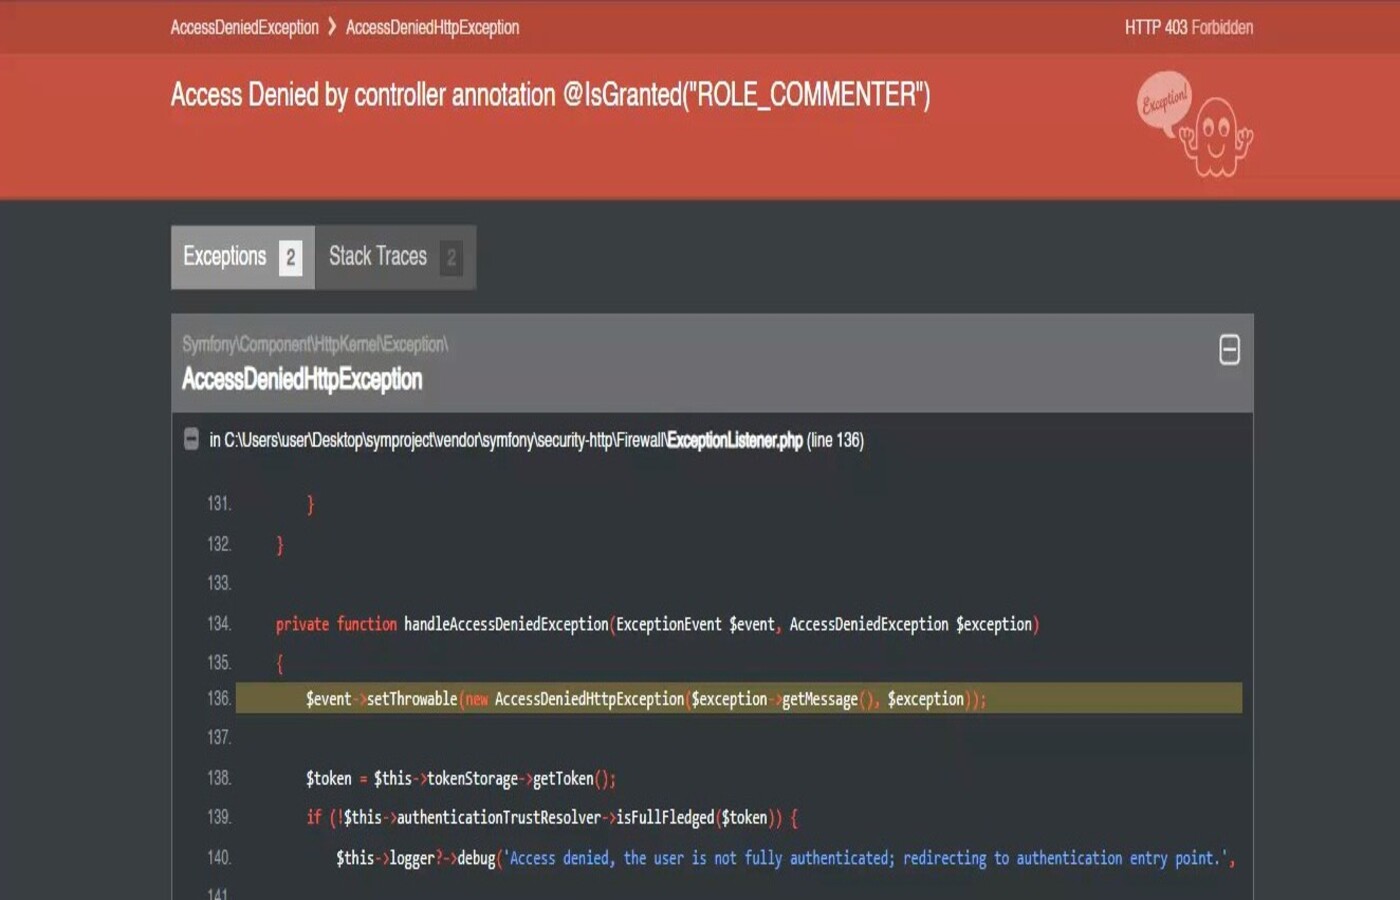 AccessDeniedException ❯ AccessDeniedHttpException
HTTP 403 Forbidden
Access Denied by controller annotation @IsGranted("ROLE_COMMENTER")
Exception!
Exceptions 2
Stack Traces 2
Symfony\Component\HttpKernel\Exception\
AccessDeniedHttpException
in C:\Users\user\Desktop\symproject\vendor\symfony\security-http\Firewall\ExceptionListener.php (line 136)
131. }
132. }
133.
134. private function handleAccessDeniedException(ExceptionEvent $event, AccessDeniedException $exception)
135. {
136. $event->setThrowable(new AccessDeniedHttpException($exception->getMessage(), $exception));
137.
138. $token = $this->tokenStorage->getToken();
139. if (!$this->authenticationTrustResolver->isFullFledged($token)) {
140. $this->logger?->debug('Access denied, the user is not fully authenticated; redirecting to authentication entry point.',
141.